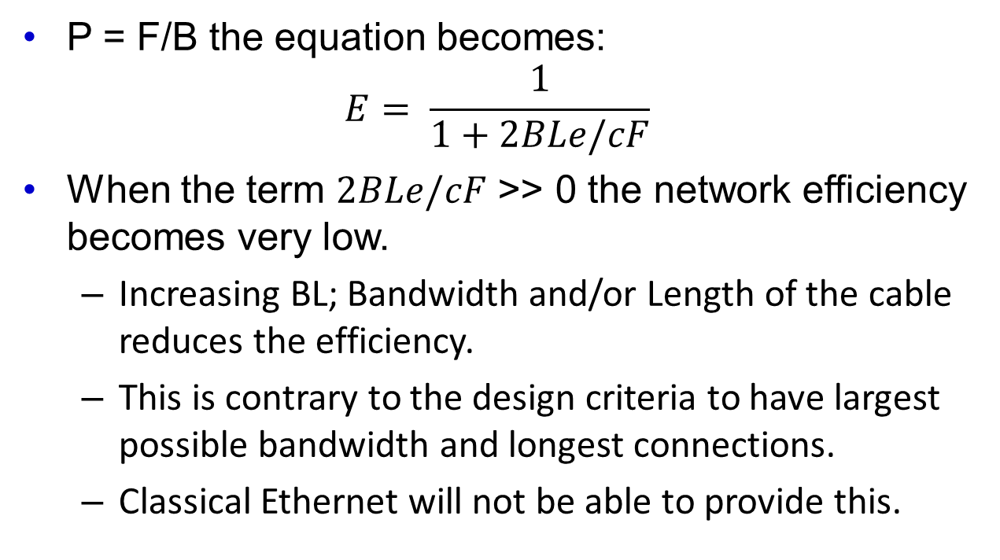 • P = F/B the equation becomes:
E = 1 / (1 + 2BLe/cF)
• When the term 2BLe/cF >> 0 the network efficiency
becomes very low.
– Increasing BL; Bandwidth and/or Length of the cable
reduces the efficiency.
– This is contrary to the design criteria to have largest
possible bandwidth and longest connections.
– Classical Ethernet will not be able to provide this.